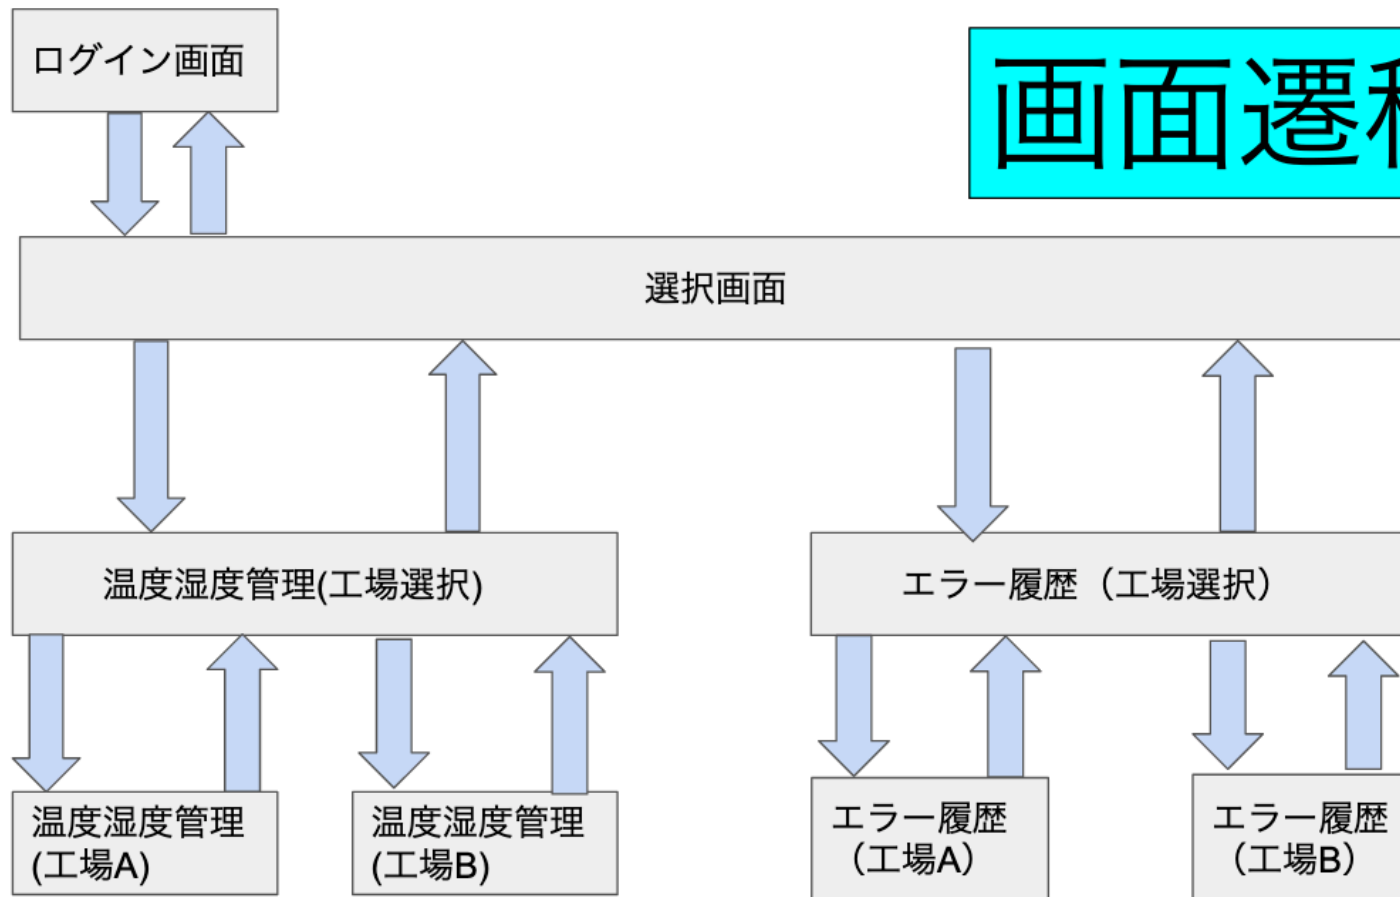 ログイン画面
画面遷
選択画面
温度湿度管理(工場選択)
エラー履歴（工場選択）
温度湿度管理
(工場A)
温度湿度管理
(工場B)
エラー履歴
（工場A）
エラー履歴
（工場B）